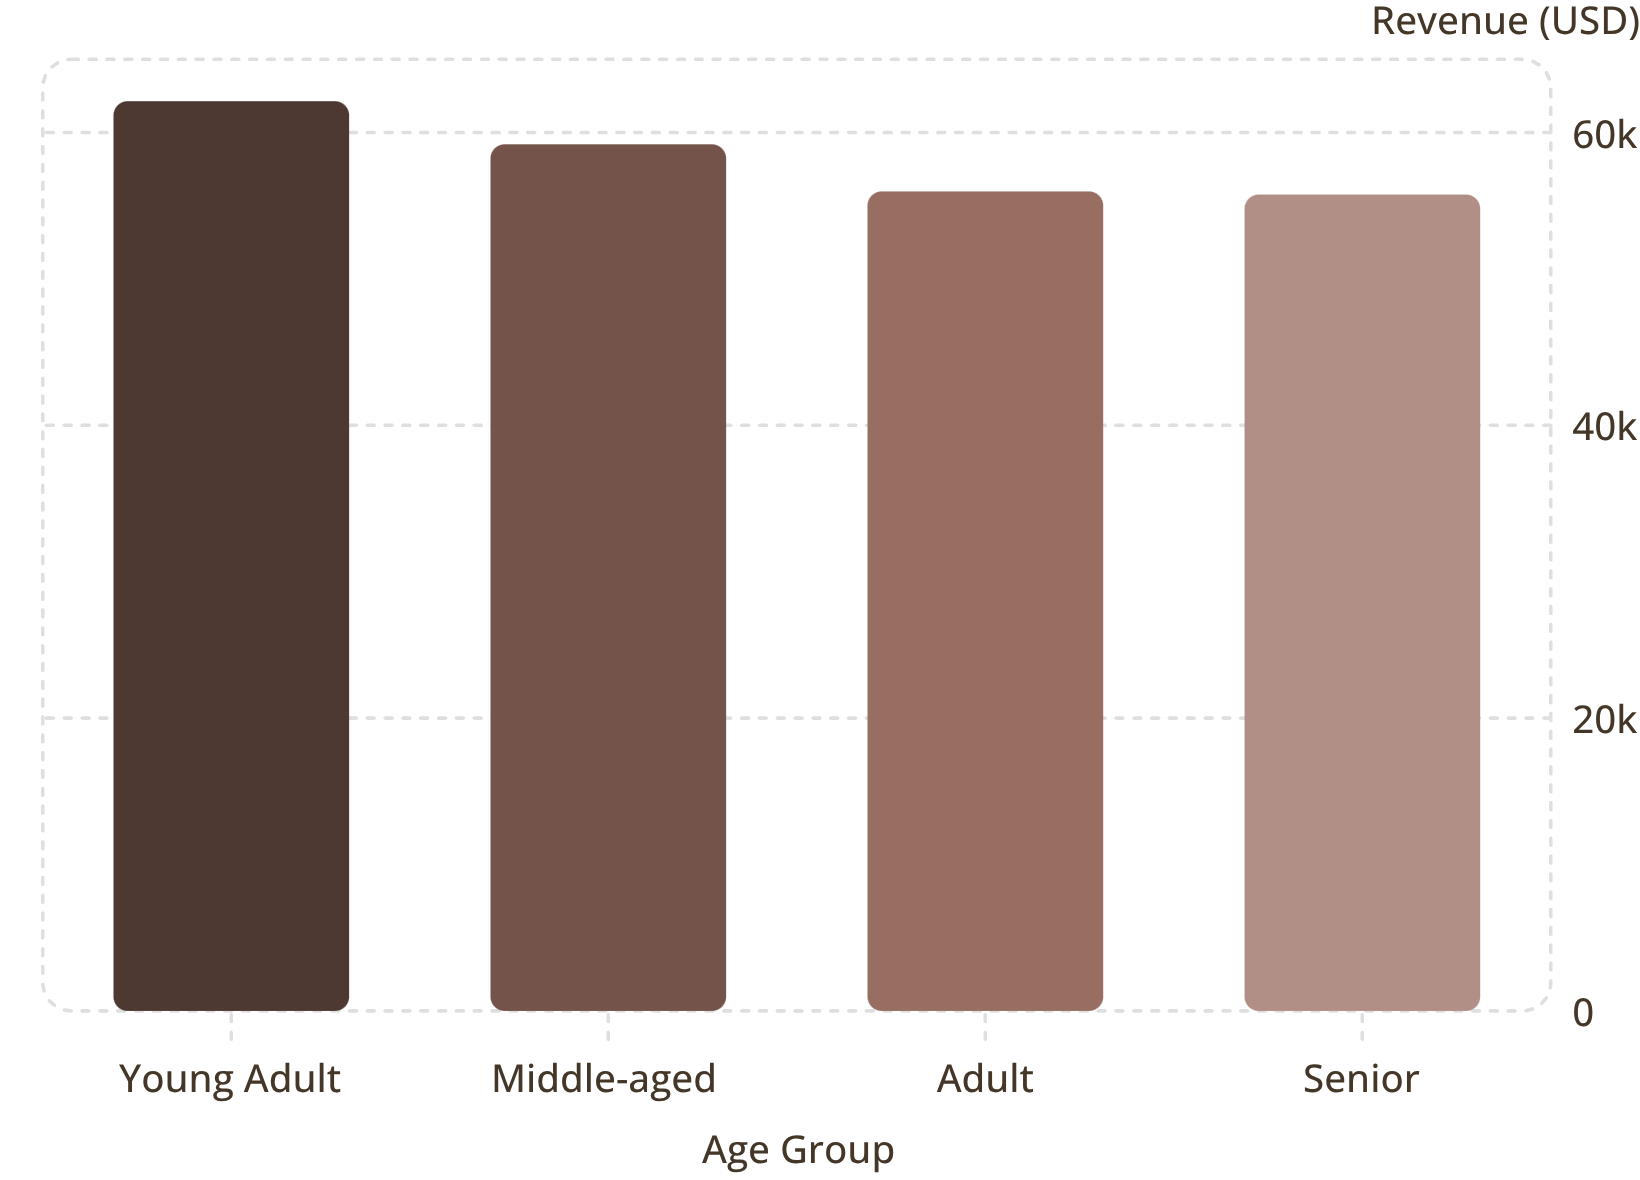 Revenue (USD)
60k
40k
20k
0
Young Adult
Middle-aged
Adult
Senior
Age Group